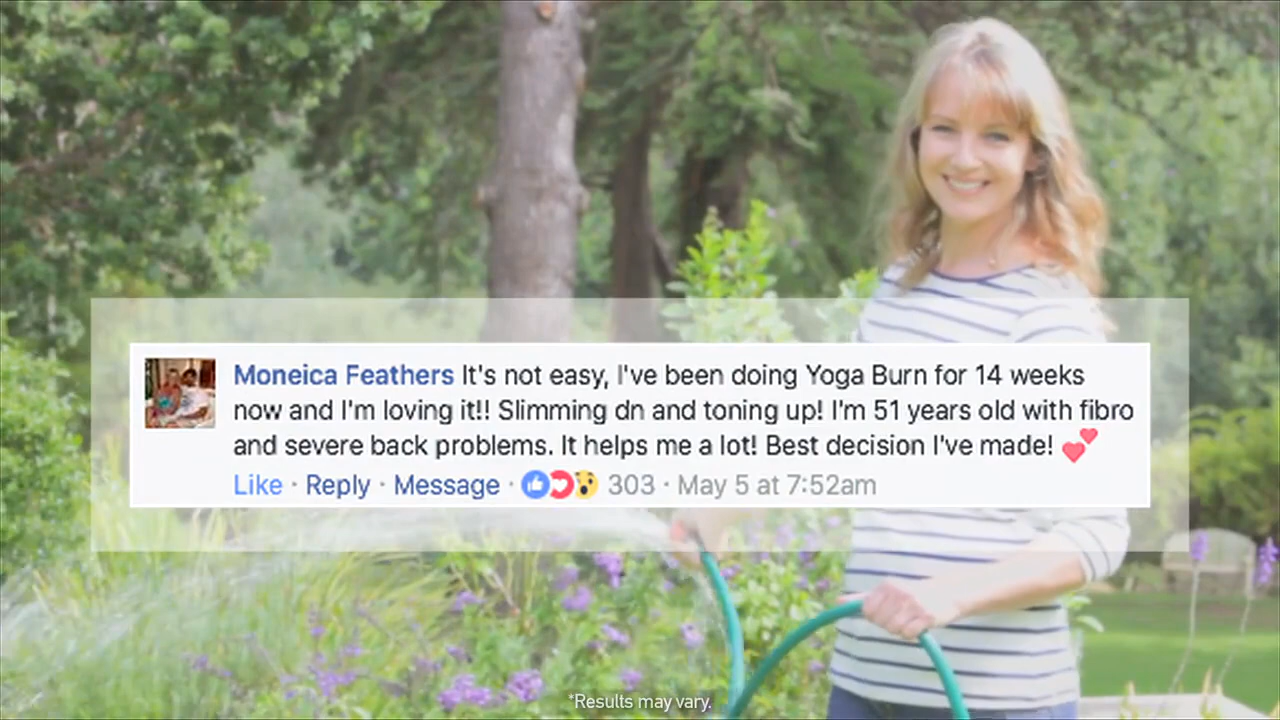 Moneica Feathers It's not easy, I've been doing Yoga Burn for 14 weeks
now and I'm loving it!! Slimming dn and toning up! I'm 51 years old with fibro
and severe back problems. It helps me a lot! Best decision I've made! 💕
Like · Reply · Message · 303 · May 5 at 7:52am
*Results may vary.